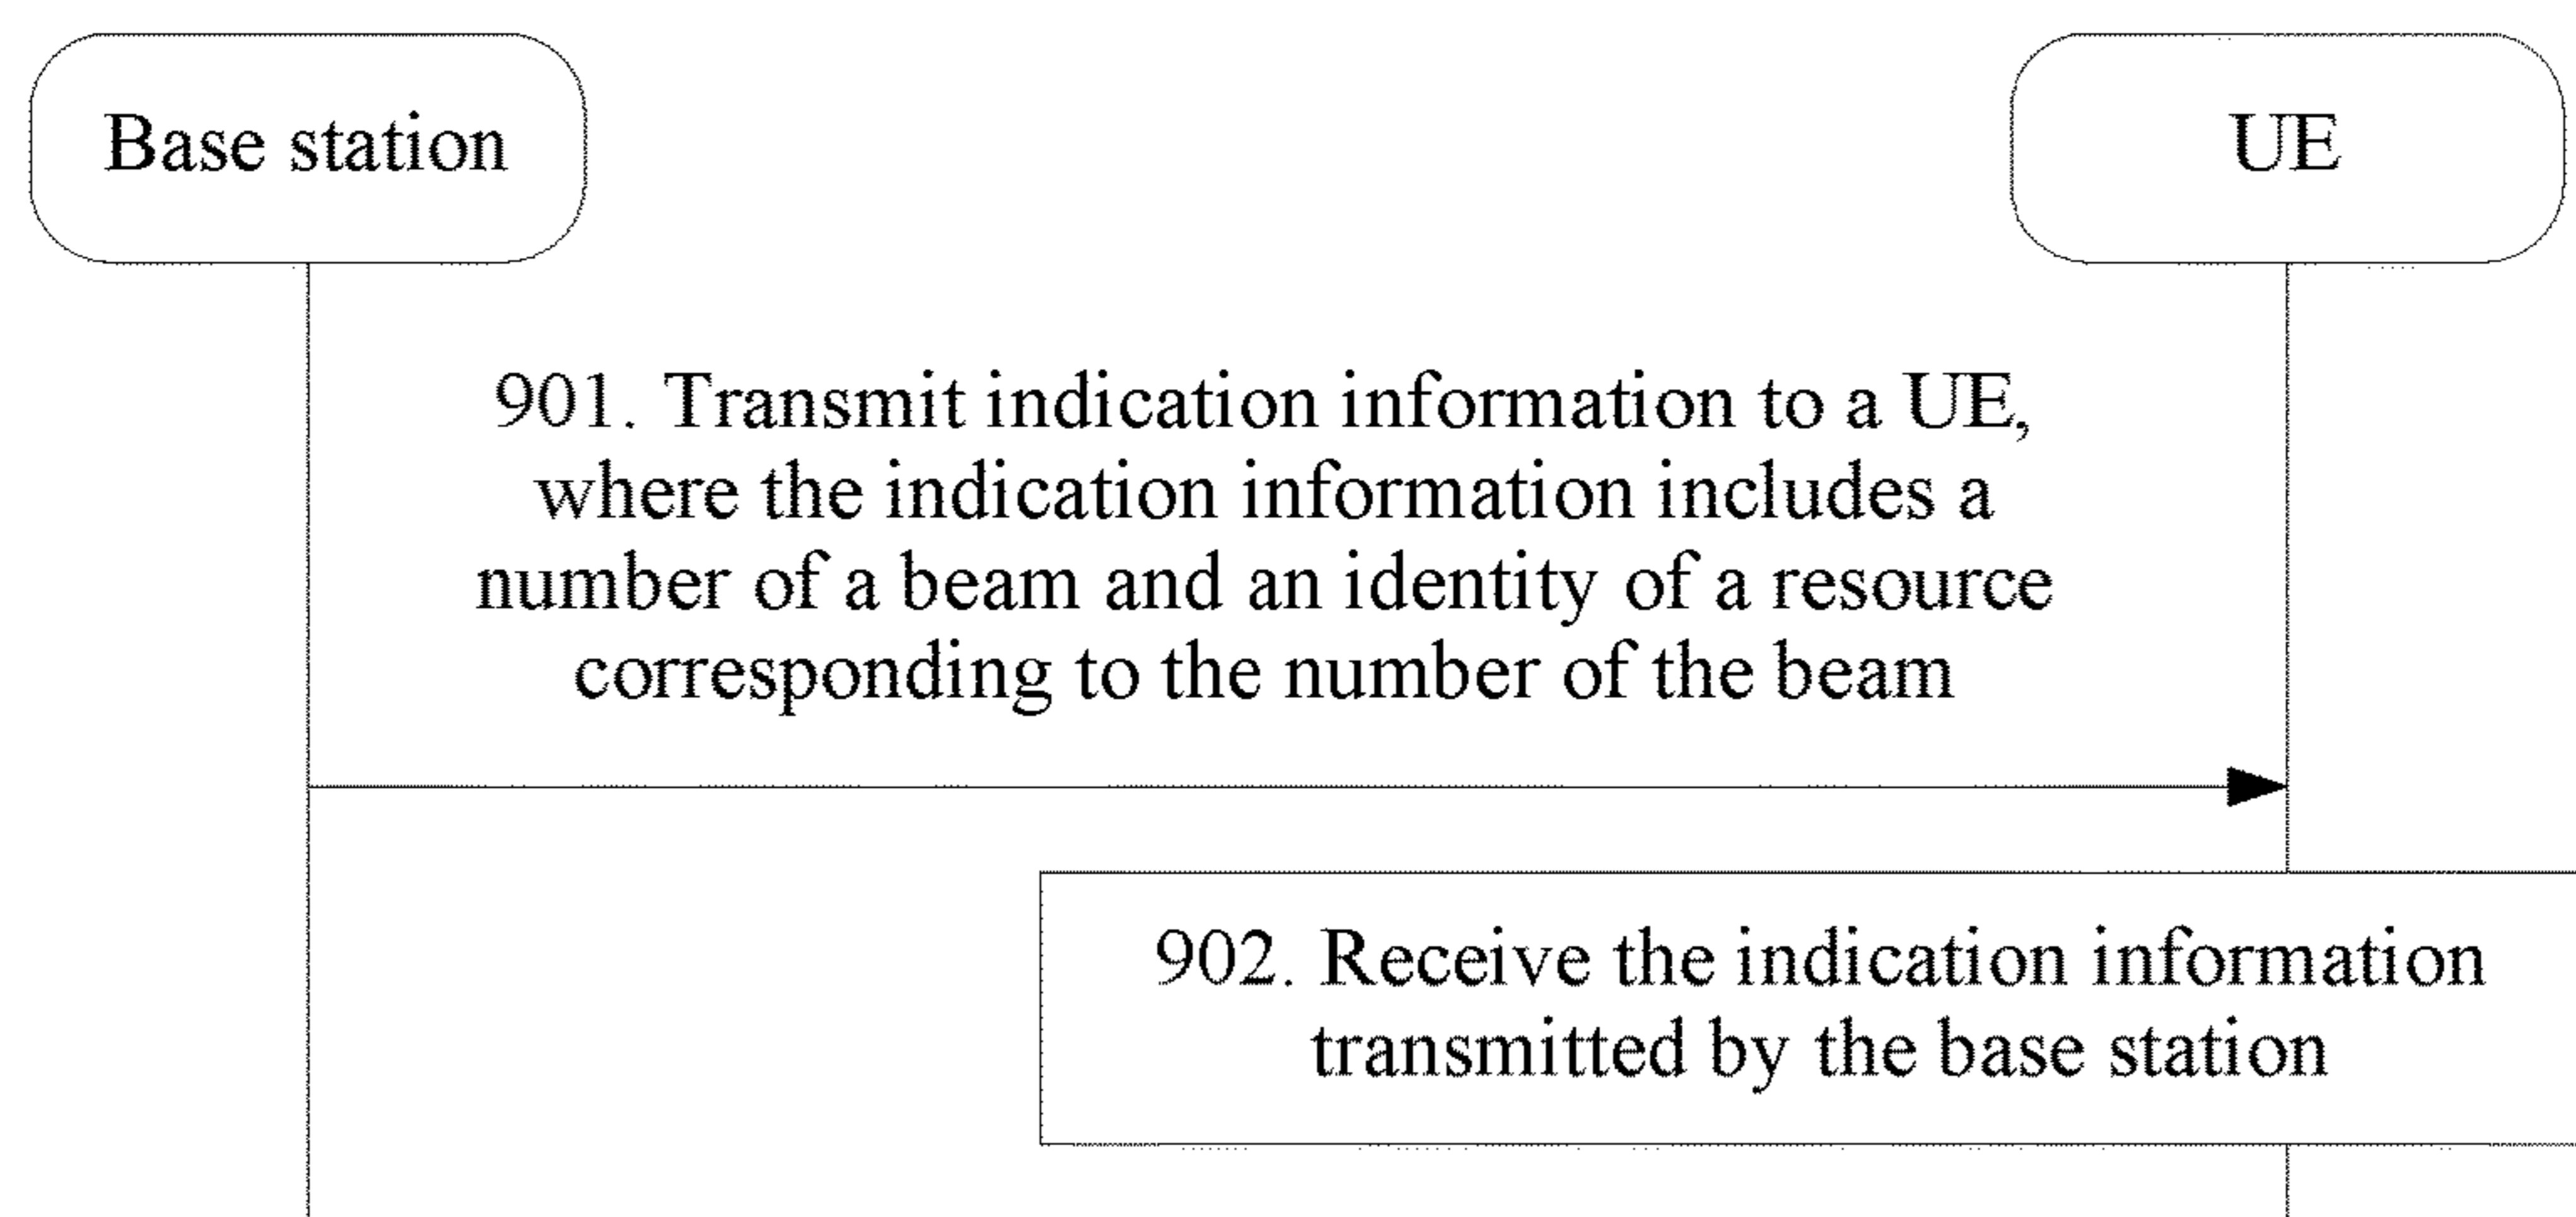 Base station
UE
901. Transmit indication information to a UE,
where the indication information includes a
number of a beam and an identity of a resource
corresponding to the number of the beam
902. Receive the indication information
transmitted by the base station